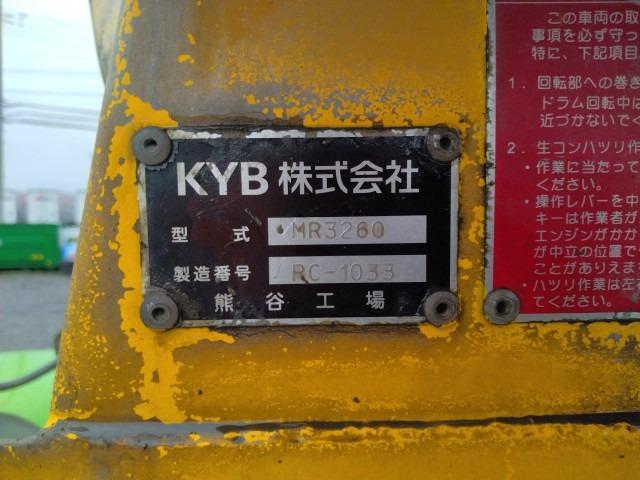 KYB 株式会社
型式 MR3260
製造番号 RC-1033
熊谷工場
この車両の取
事項を必ず守っ
特に、下記項目
1. 回転部への巻き
ドラム回転中は
近づかないでく
2. 生コンハツリ作
・作業に当たって
ください。
・操作レバーを中
キーは作業者が
エンジンがかか
が中立の位置で
ことがありえます
・ハツリ作業は左右
てください。